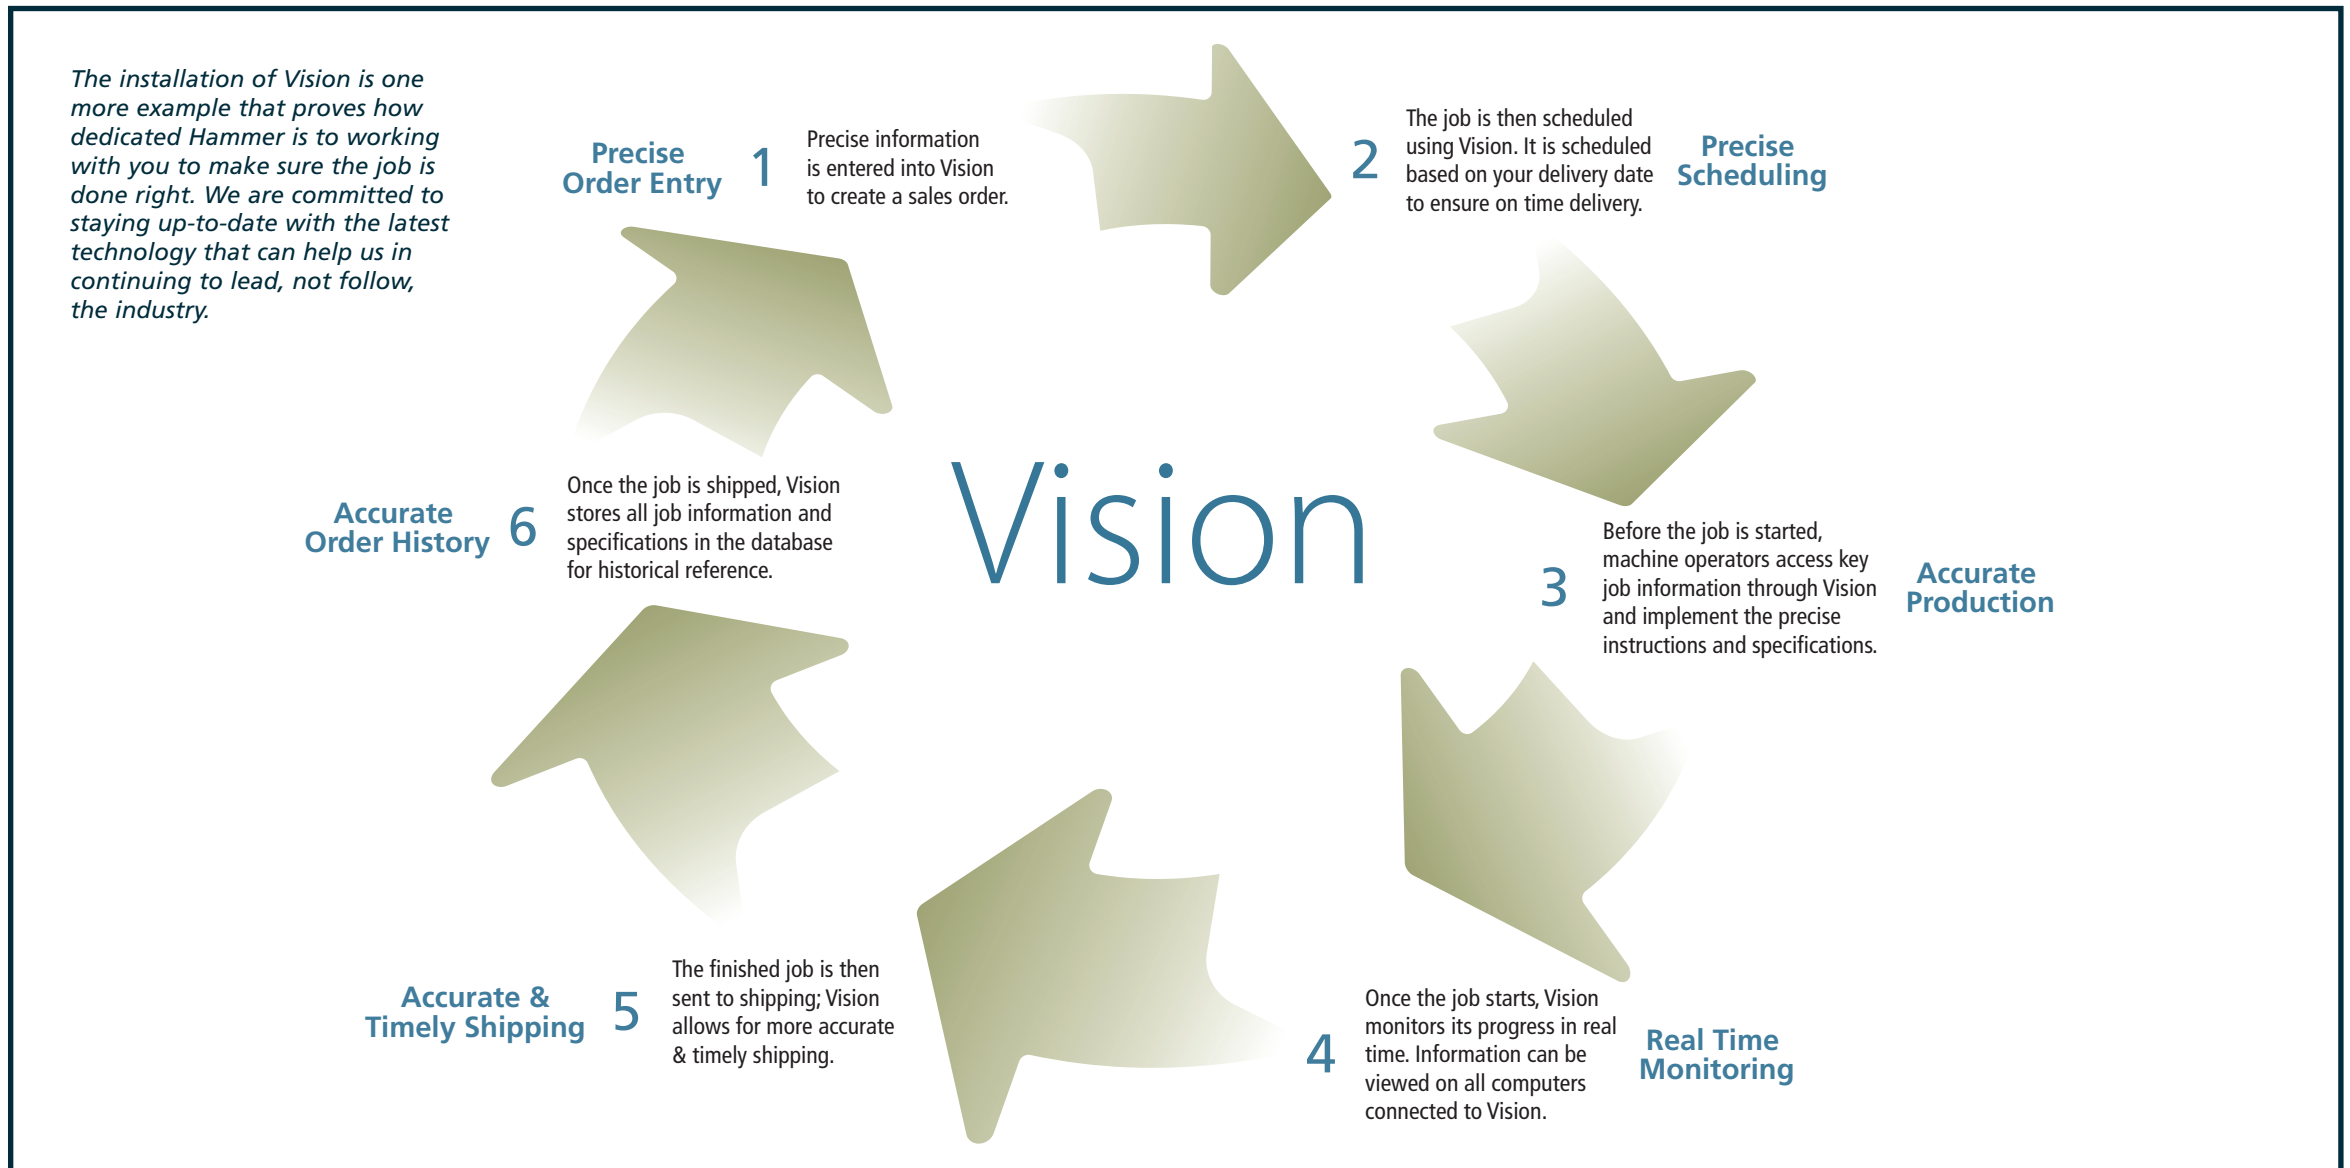 The installation of Vision is one
more example that proves how
dedicated Hammer is to working
with you to make sure the job is
done right. We are committed to
staying up-to-date with the latest
technology that can help us in
continuing to lead, not follow,
the industry.
Precise
Order Entry
1
Precise information
is entered into Vision
to create a sales order.
2
The job is then scheduled
using Vision. It is scheduled
based on your delivery date
to ensure on time delivery.
Precise
Scheduling
Vision
3
Before the job is started,
machine operators access key
job information through Vision
and implement the precise
instructions and specifications.
Accurate
Production
4
Once the job starts, Vision
monitors its progress in real
time. Information can be
viewed on all computers
connected to Vision.
Real Time
Monitoring
Accurate &
Timely Shipping
5
The finished job is then
sent to shipping; Vision
allows for more accurate
& timely shipping.
Accurate
Order History
6
Once the job is shipped, Vision
stores all job information and
specifications in the database
for historical reference.